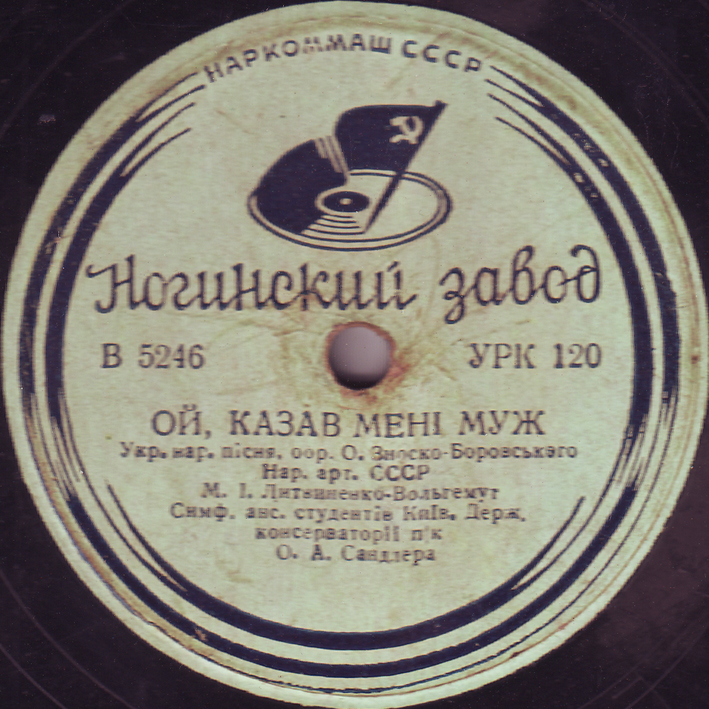 НАРКОММАШ СССР
Ногинский завод
В 5246 УРК 120
ОЙ, КАЗАВ МЕНІ МУЖ
Укр. нар. пісня, обр. О. Зноско-Боровського
Нар. арт. СССР
М. І. Литвиненко-Вольгемут
Симф. анс. студентів Київ. Держ.
консерваторії п/к
О. А. Сандлера